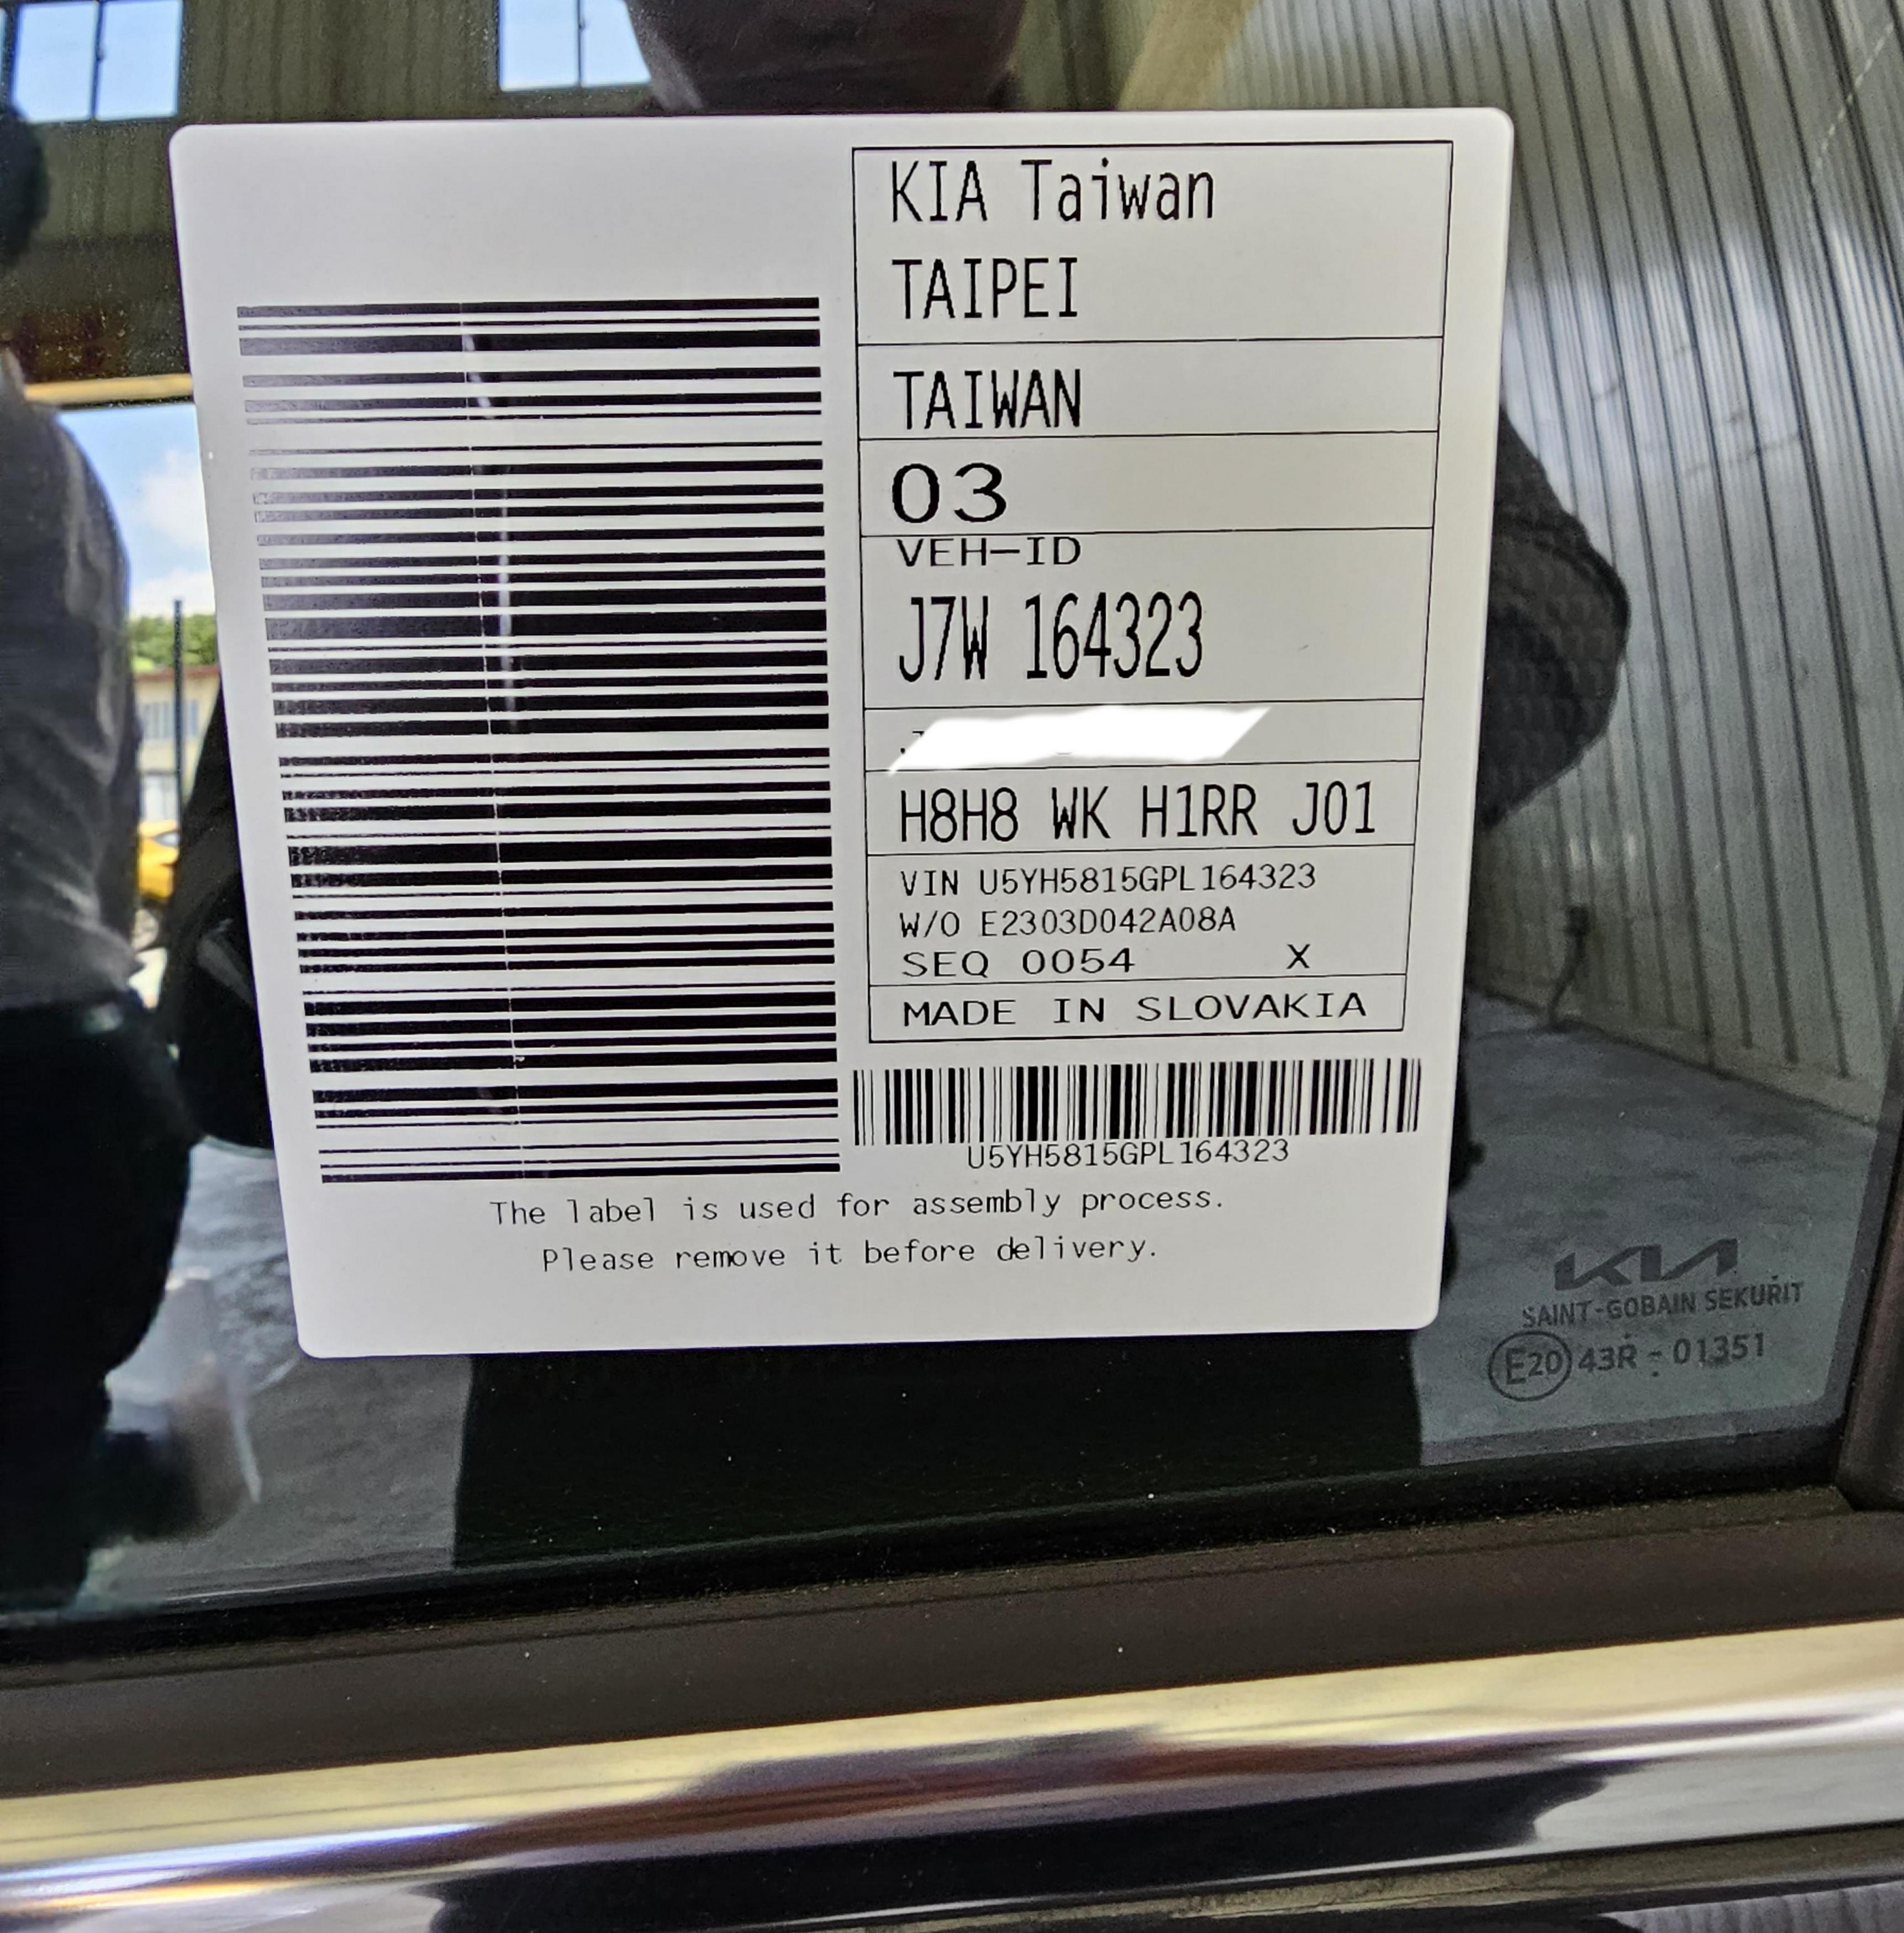 KIA Taiwan
TAIPEI
TAIWAN
03
VEH-ID
J7W 164323
H8H8 WK H1RR J01
VIN U5YH5815GPL164323
W/O E2303D042A08A
SEQ 0054 X
MADE IN SLOVAKIA
U5YH5815GPL164323
The label is used for assembly process.
Please remove it before delivery.
KIA
SAINT-GOBAIN SEKURIT
E20 43R - 01351